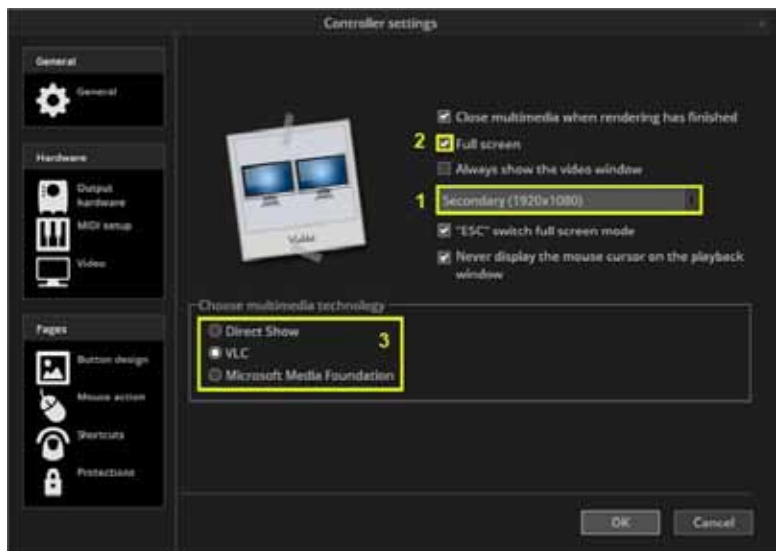 Controller settings
General
General
Hardware
Output
hardware
MIDI setup
Video
Pages
Button design
Mouse action
Shortcuts
Protections
Close multimedia when rendering has finished
2 Full screen
Always show the video window
1 Secondary (1920x1080)
"ESC" switch full screen mode
Never display the mouse cursor on the playback
window
Choose multimedia technology
Direct Show
3
VLC
Microsoft Media Foundation
OK Cancel